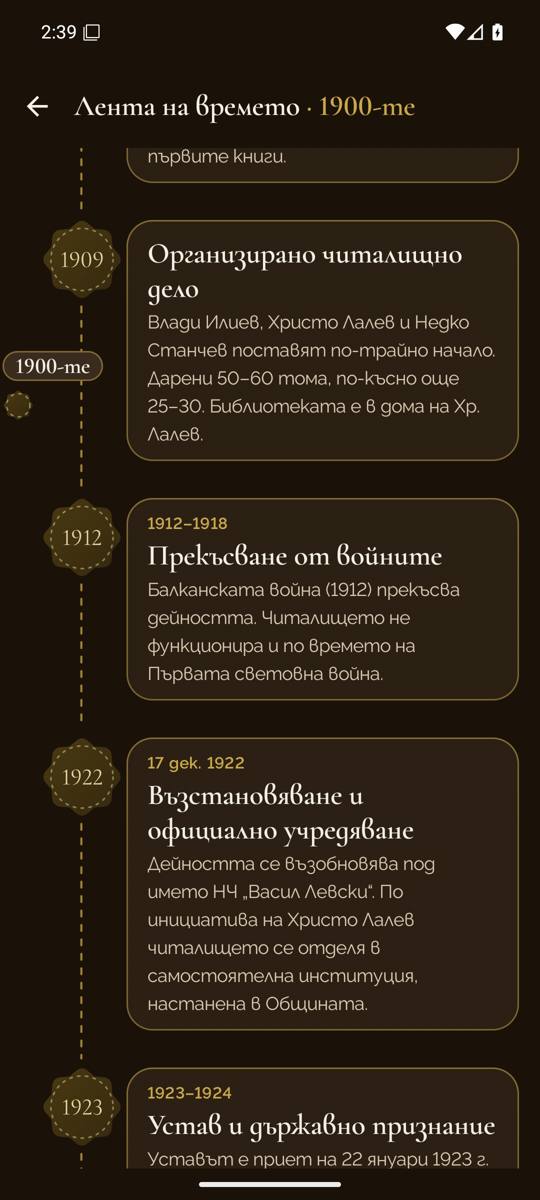 2:39
Лента на времето · 1900-те
първите книги.
1909
Организирано читалищно
дело
Влади Илиев, Христо Лалев и Недко
Станчев поставят по-трайно начало.
Дарени 50–60 тома, по-късно още
25–30. Библиотеката е в дома на Хр.
Лалев.
1900-те
1912
1912–1918
Прекъсване от войните
Балканската война (1912) прекъсва
дейността. Читалището не
функционира и по времето на
Първата световна война.
1922
17 дек. 1922
Възстановяване и
официално учредяване
Дейността се възобновява под
името НЧ „Васил Левски“. По
инициатива на Христо Лалев
читалището се отделя в
самостоятелна институция,
настанена в Общината.
1923
1923–1924
Устав и държавно признание
Уставът е приет на 22 януари 1923 г.